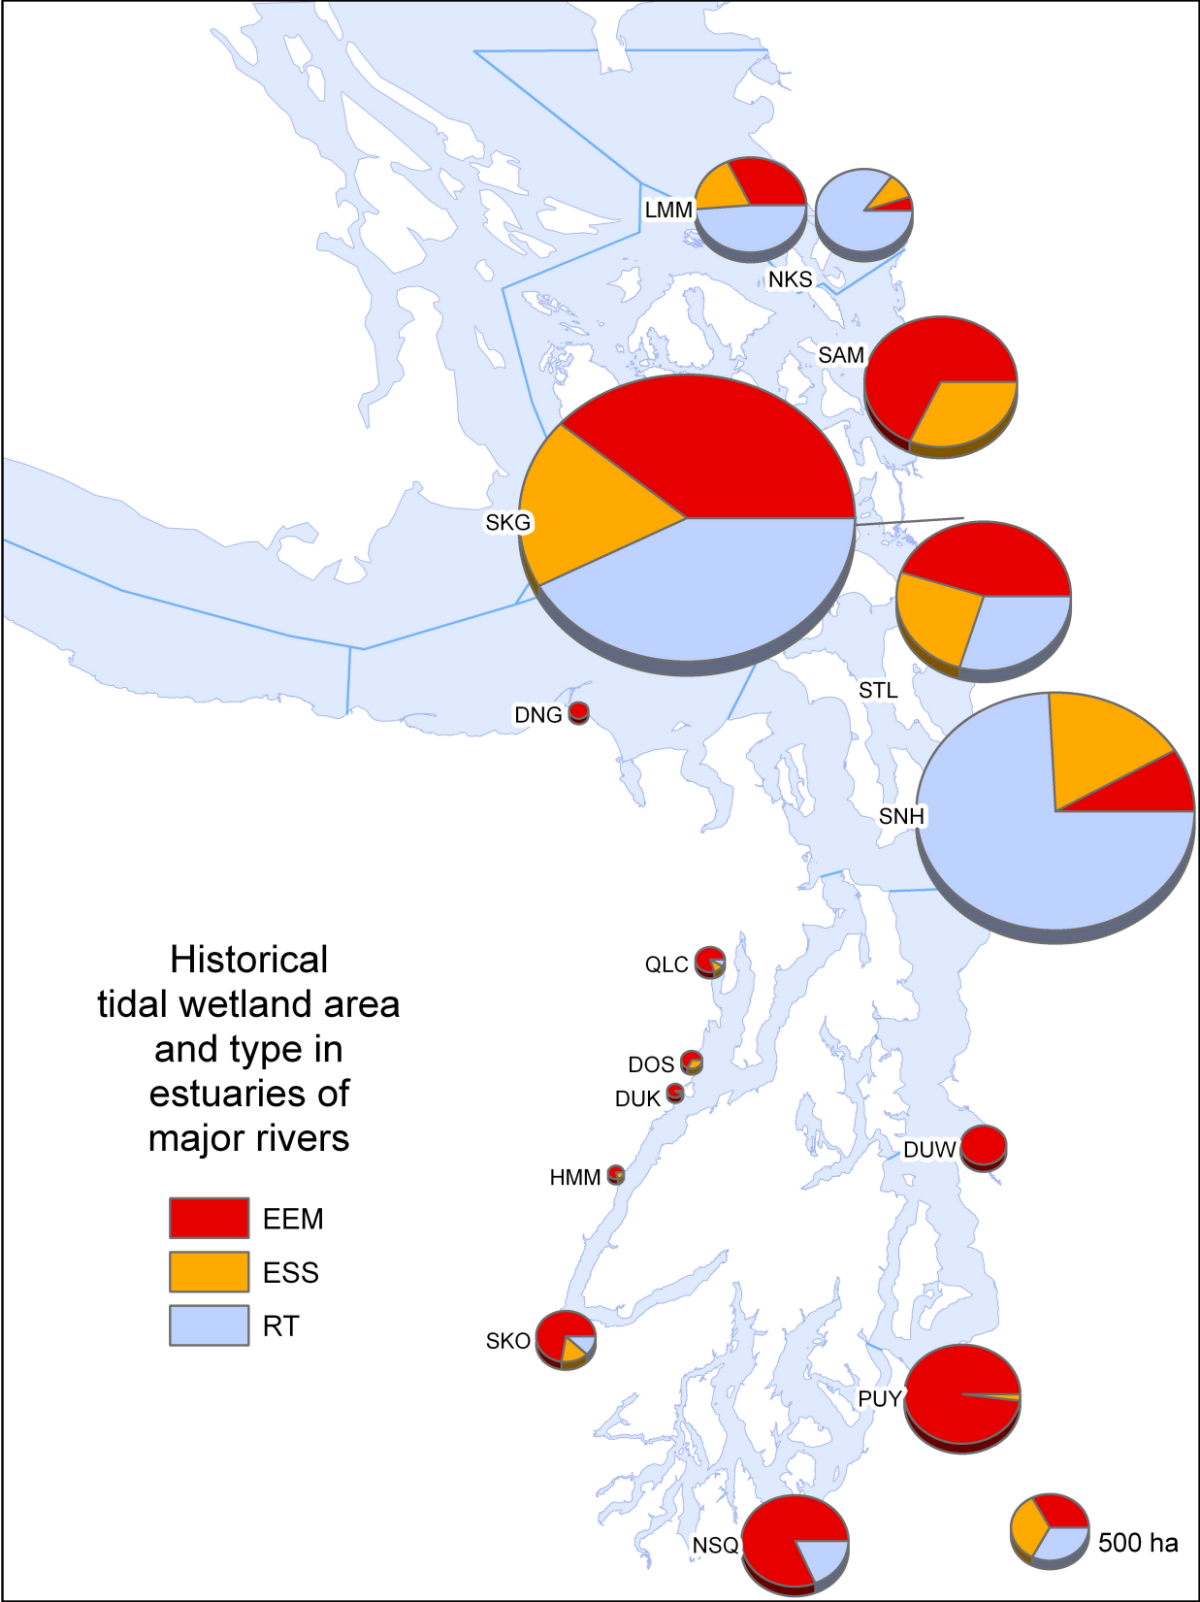 LMM
NKS
SAM
SKG
STL
DNG
SNH
QLC
DOS
DUK
DUW
HMM
SKO
PUY
NSQ
Historical
tidal wetland area
and type in
estuaries of
major rivers
EEM
ESS
RT
500 ha